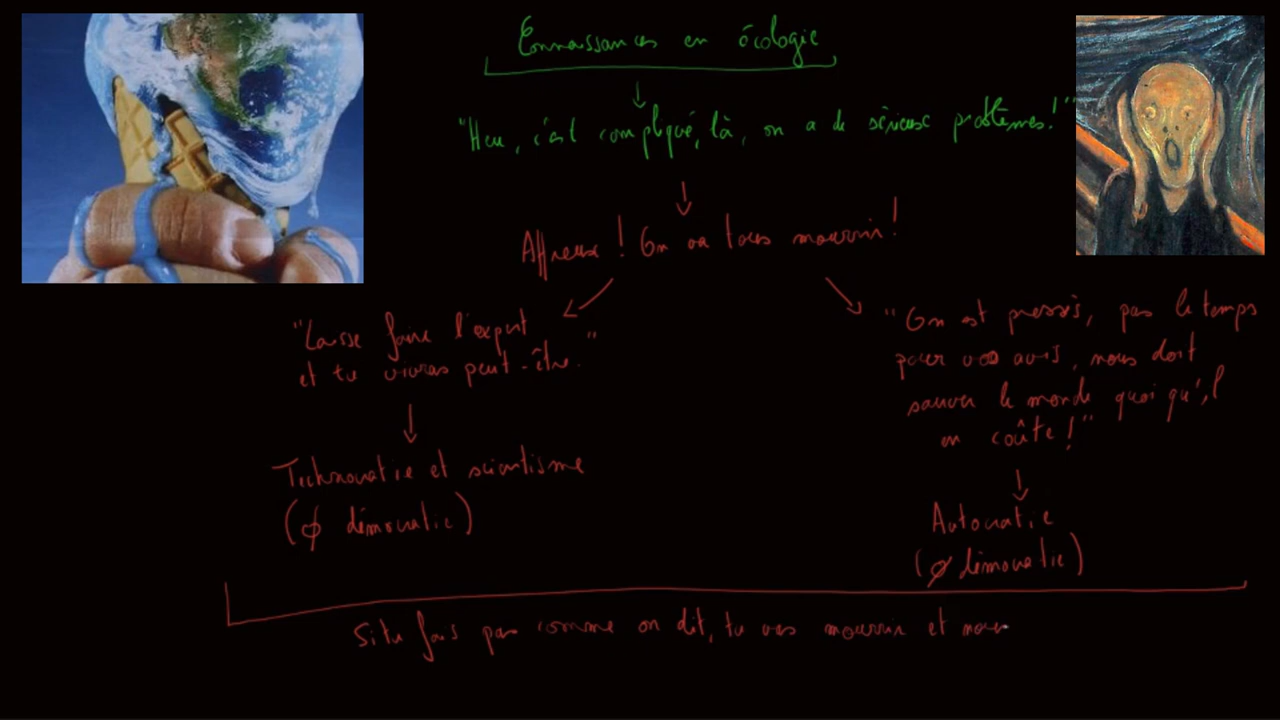 Connaissances en écologie
"Heu, c'est compliqué, là, on a de sérieux problèmes!"
Affreux! On va tous mourrir!
"Laisse faire l'expert
et tu vivras peut-être."
"On est pressés, pas le temps
pour vos avis, nous doit
sauver le monde quoi qu'il
en coûte!"
Technocratie et scientisme
(∅ démocratie)
Autocratie
(∅ démocratie)
Si tu fais pas comme on dit, tu vas mourrir et nous